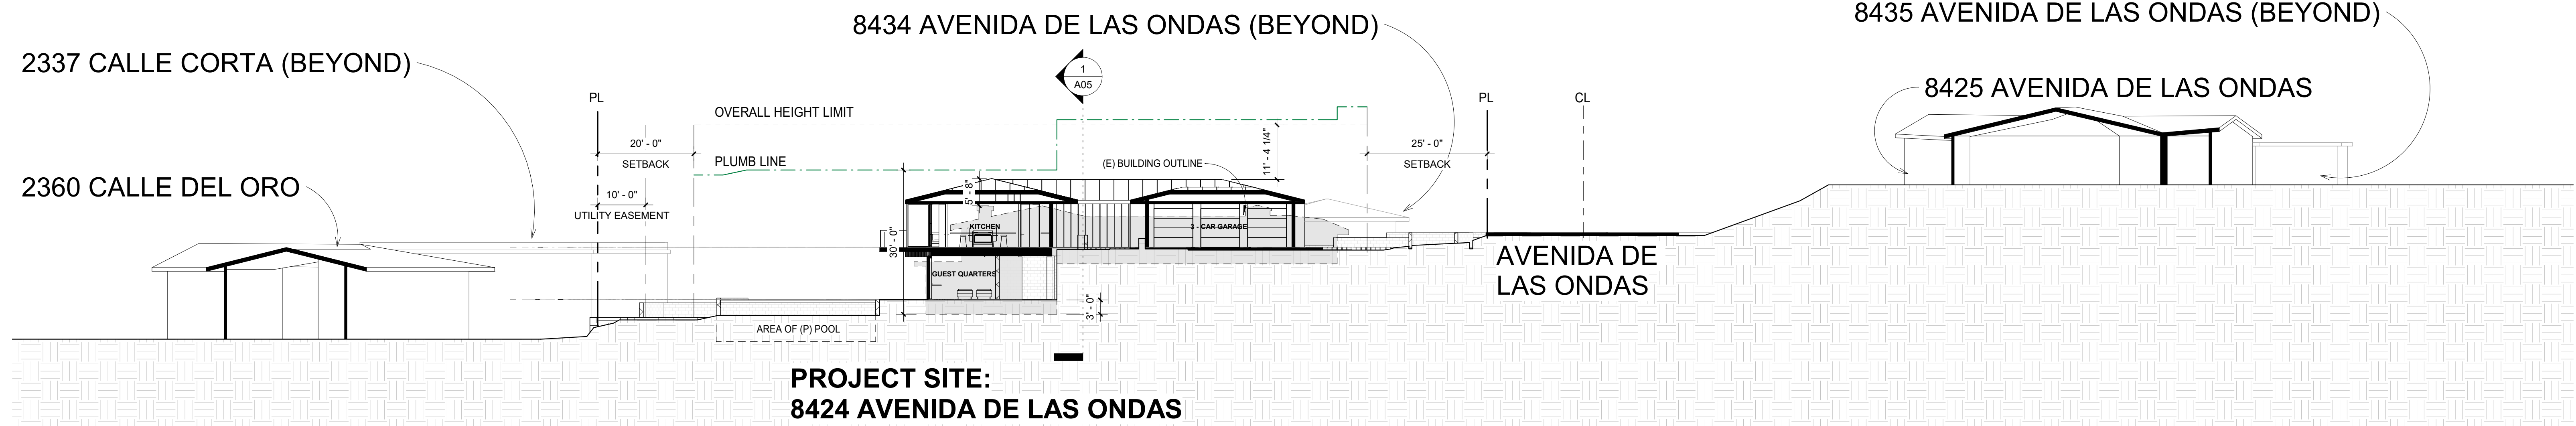 8434 AVENIDA DE LAS ONDAS (BEYOND)
8435 AVENIDA DE LAS ONDAS (BEYOND)
2337 CALLE CORTA (BEYOND)
1
A05
8425 AVENIDA DE LAS ONDAS
PL
OVERALL HEIGHT LIMIT
PL
CL
20' - 0"
SETBACK
PLUMB LINE
(E) BUILDING OUTLINE
11' - 4 1/4"
25' - 0"
SETBACK
2360 CALLE DEL ORO
10' - 0"
UTILITY EASEMENT
5' - 8"
30' - 0"
KITCHEN
3 - CAR GARAGE
GUEST QUARTERS
AVENIDA DE
LAS ONDAS
3' - 0"
AREA OF (P) POOL
PROJECT SITE:
8424 AVENIDA DE LAS ONDAS